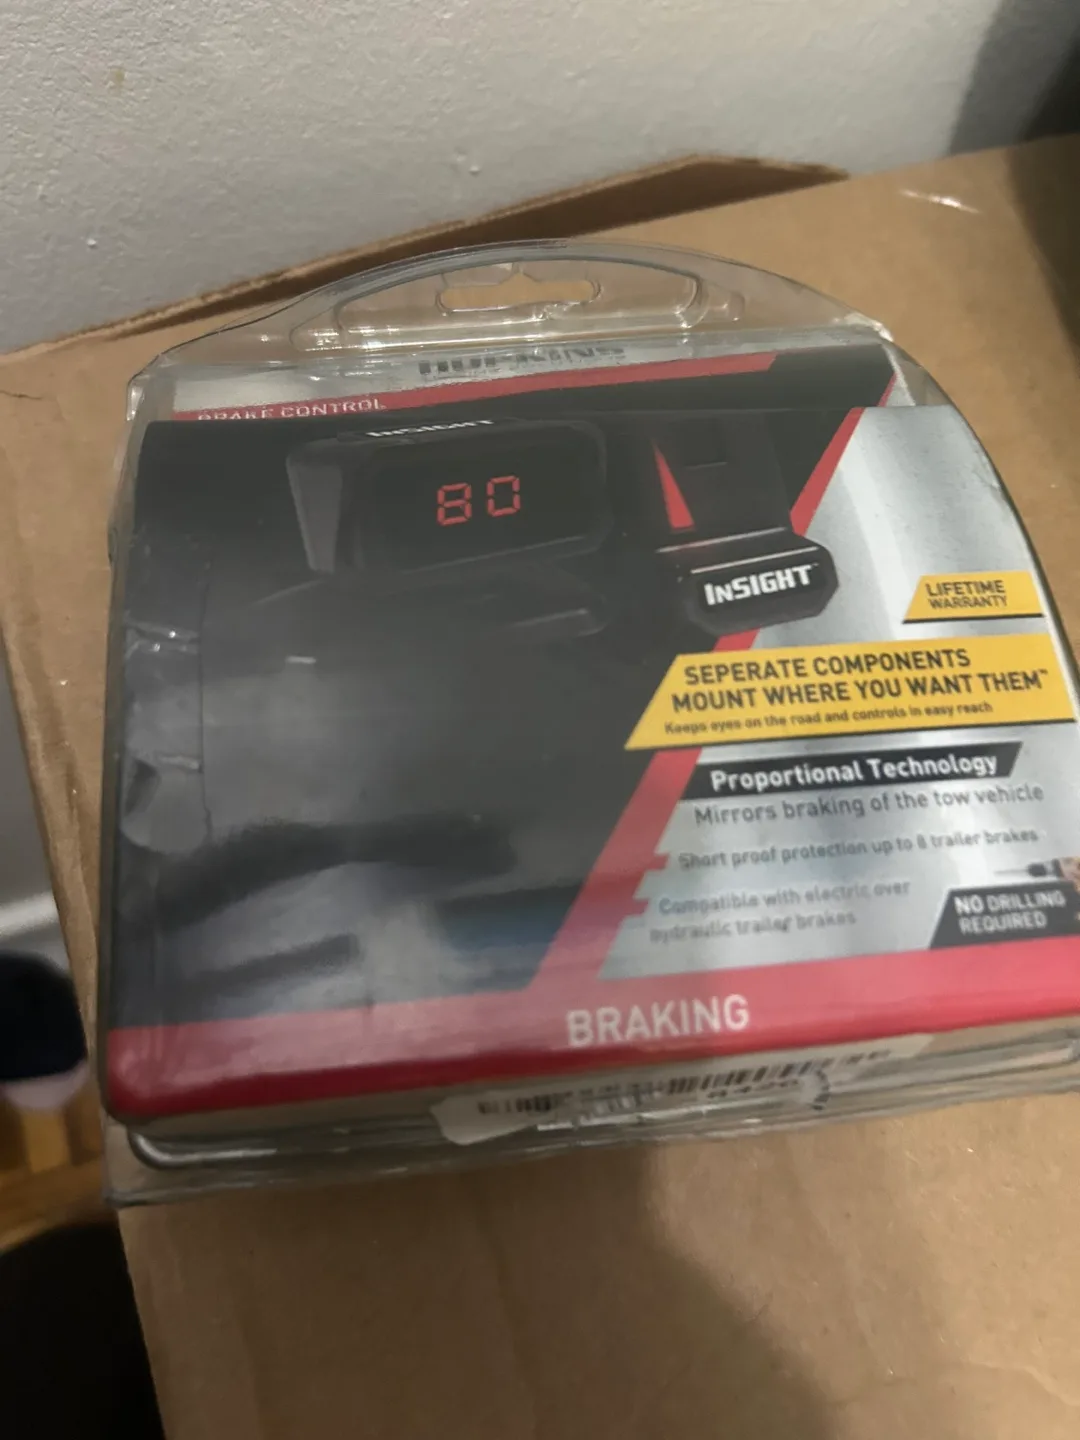 HOPKINS
BRAKE CONTROL
INSIGHT
80
INSIGHT
LIFETIME
WARRANTY
SEPERATE COMPONENTS
MOUNT WHERE YOU WANT THEM™
Keeps eyes on the road and controls in easy reach
Proportional Technology
Mirrors braking of the tow vehicle
Short proof protection up to 8 trailer brakes
Compatible with electric over
hydraulic trailer brakes
NO DRILLING
REQUIRED
BRAKING